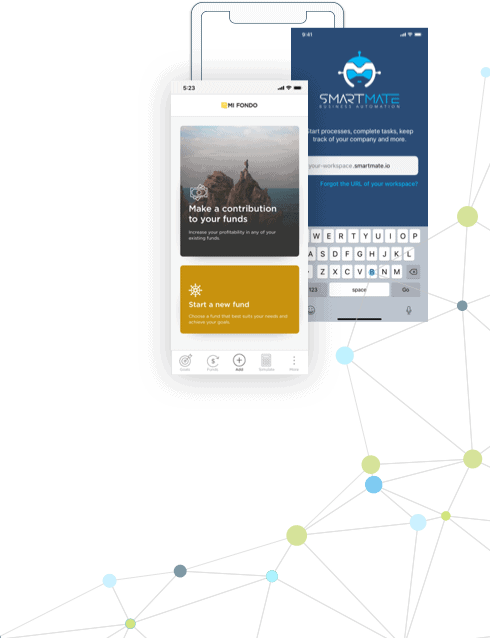 9:41
SMARTMATE
BUSINESS AUTOMATION
Start processes, complete tasks, keep
track of your company and more.
your-workspace.smartmate.io
Forgot the URL of your workspace?
W E R T Y U I O P
A S D F G H J K L
Z X C V B N M
123 space Go
5:23
MI FONDO
Make a contribution
to your funds
Increase your profitability in any of your
existing funds.
Start a new fund
Choose a fund that best suits your needs and
achieve your goals.
Goals Funds Add Simulate More